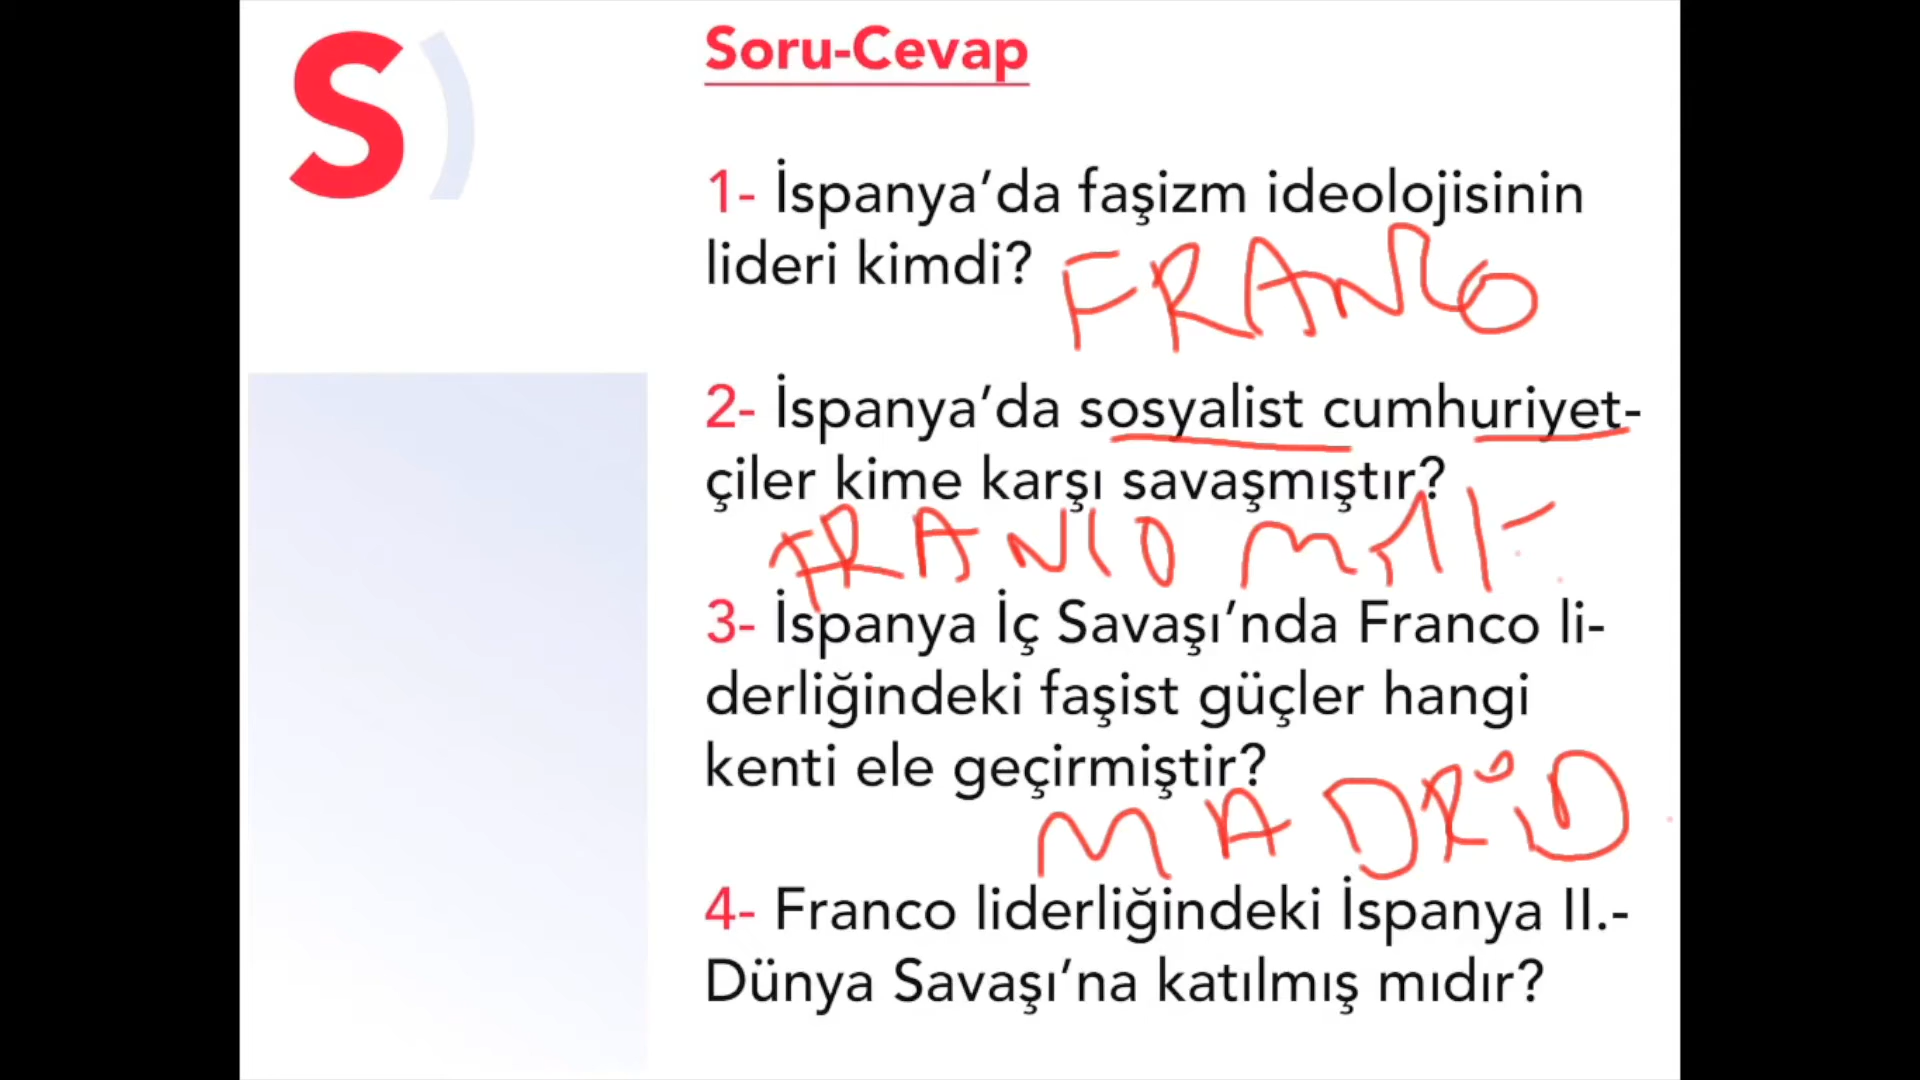 S)
Soru-Cevap
1- İspanya’da faşizm ideolojisinin
lideri kimdi? FRANCO
2- İspanya’da sosyalist cumhuriyet-
çiler kime karşı savaşmıştır?
FRANCO
3- İspanya İç Savaşı’nda Franco li-
derliğindeki faşist güçler hangi
kenti ele geçirmiştir?
MADRİD
4- Franco liderliğindeki İspanya II.-
Dünya Savaşı’na katılmış mıdır?